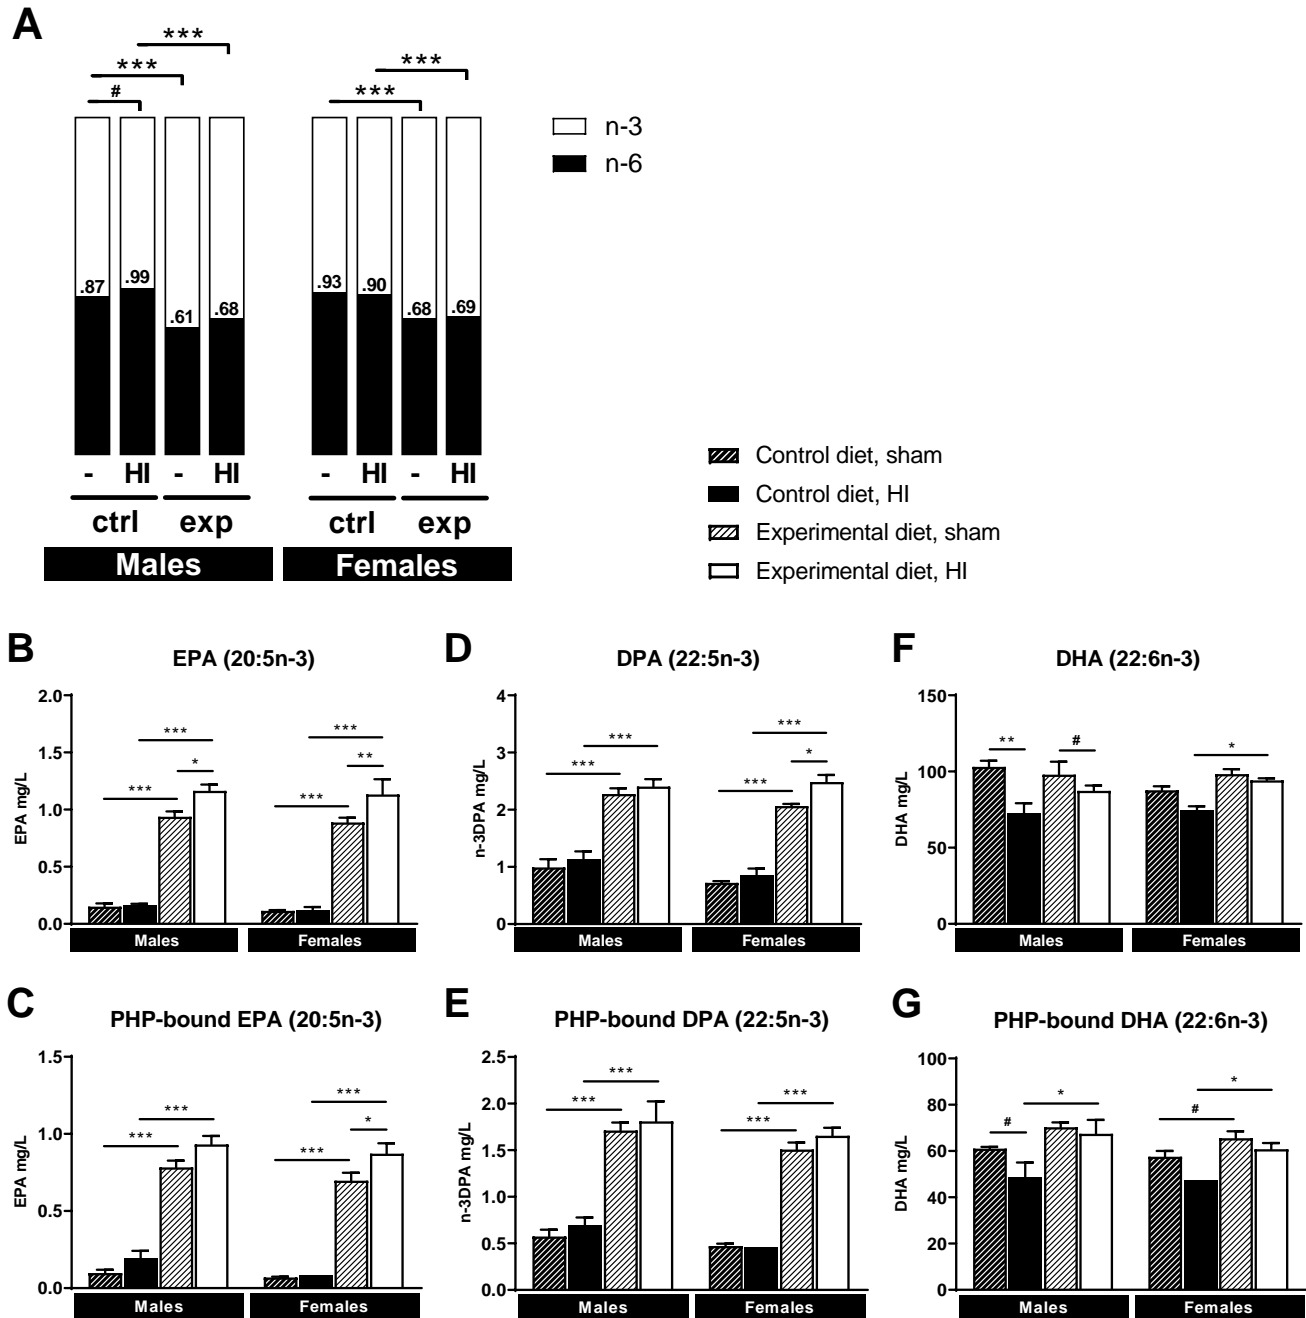 A
***
***
***
#
***
***
n-3
n-6
.87
.99
.61
.68
.93
.90
.68
.69
- HI - HI
- HI - HI
ctrl exp
ctrl exp
Males
Females
Control diet, sham
Control diet, HI
Experimental diet, sham
Experimental diet, HI
B
EPA (20:5n-3)
EPA mg/L
2.0
1.5
1.0
0.5
0.0
***
*
***
***
**
***
Males
Females
D
DPA (22:5n-3)
n-3DPA mg/L
4
3
2
1
0
***
***
***
*
***
Males
Females
F
DHA (22:6n-3)
DHA mg/L
150
100
50
0
**
#
*
Males
Females
C
PHP-bound EPA (20:5n-3)
EPA mg/L
1.5
1.0
0.5
0.0
***
***
***
*
***
Males
Females
E
PHP-bound DPA (22:5n-3)
n-3DPA mg/L
2.5
2.0
1.5
1.0
0.5
0.0
***
***
***
***
Males
Females
G
PHP-bound DHA (22:6n-3)
DHA mg/L
100
80
60
40
20
0
#
*
*
#
Males
Females